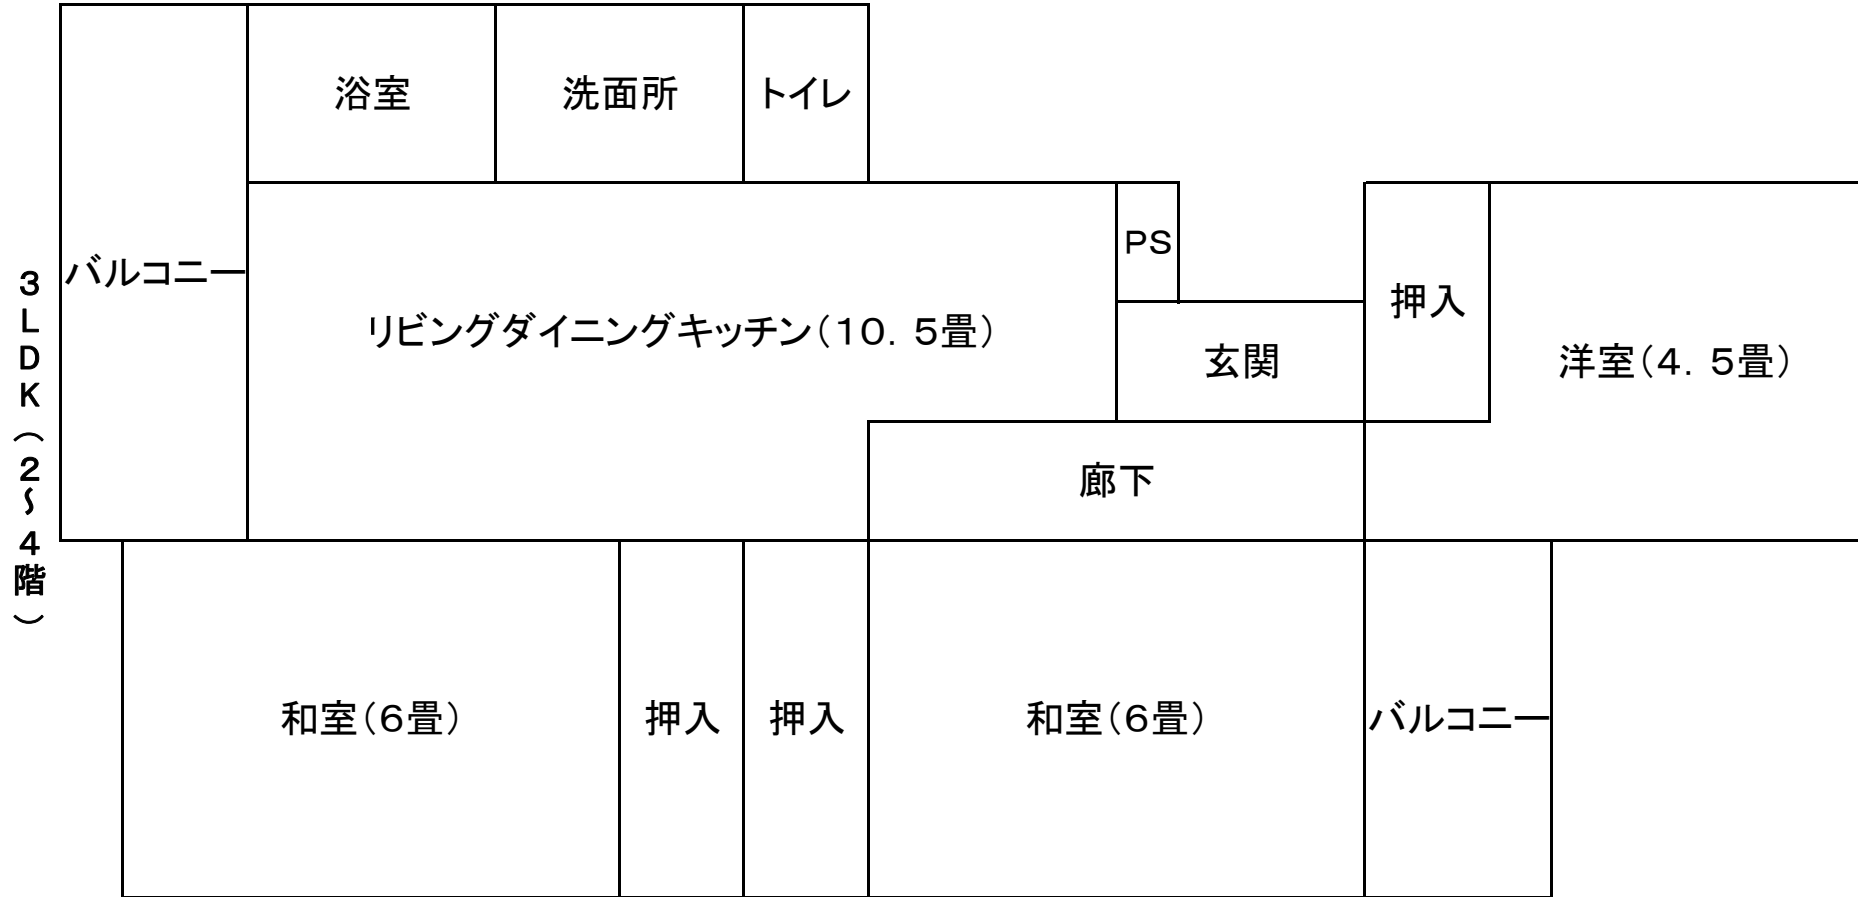 ３ＬＤＫ（２～４階）
浴室
洗面所
トイレ
バルコニー
リビングダイニングキッチン（１０．５畳）
ＰＳ
玄関
押入
洋室（４．５畳）
廊下
和室（６畳）
押入
押入
和室（６畳）
バルコニー